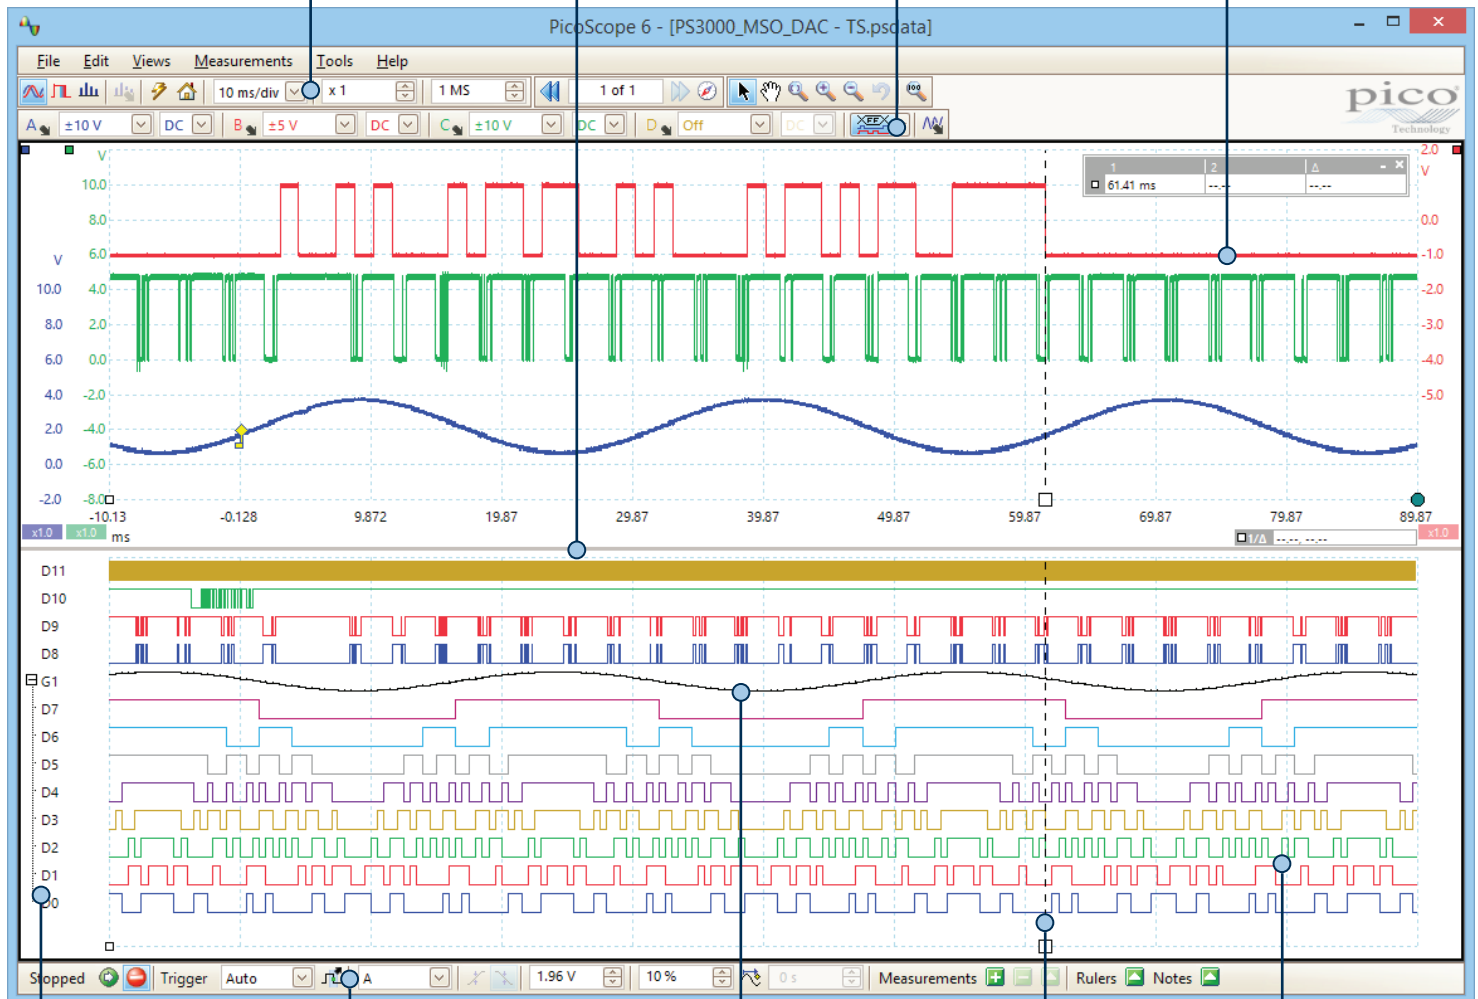 PicoScope 6 - [PS3000_MSO_DAC - TS.psdata]
File Edit Views Measurements Tools Help
10 ms/div x 1 1 MS 1 of 1
pico
Technology
A ±10 V DC B ±5 V DC C ±10 V DC D Off DC
V 2.0
V
1 2 Δ
61.41 ms --.-- --.--
10.0
8.0 0.0
V 6.0 -1.0
10.0 4.0 -2.0
8.0 2.0 -3.0
6.0 0.0 -4.0
4.0 -2.0 -5.0
2.0 -4.0
0.0 -6.0
-2.0 -8.0
-10.13 -0.128 9.872 19.87 29.87 39.87 49.87 59.87 69.87 79.87 89.87
x1.0 x1.0 ms 1/Δ --.--, --.-- x1.0
D11
D10
D9
D8
G1
D7
D6
D5
D4
D3
D2
D1
D0
Stopped Trigger Auto A 1.96 V 10 % 0 s Measurements Rulers Notes